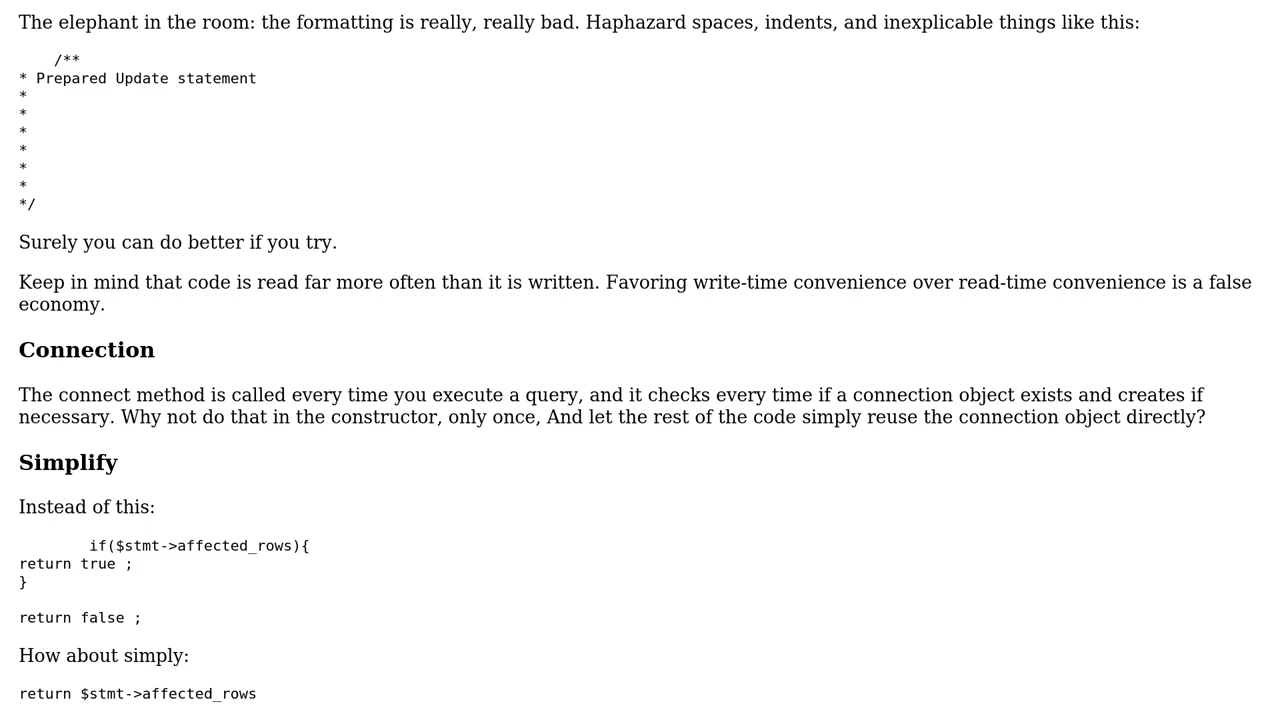 The elephant in the room: the formatting is really, really bad. Haphazard spaces, indents, and inexplicable things like this:
    /**
* Prepared Update statement
*
*
*
*
*
*
*/
Surely you can do better if you try.
Keep in mind that code is read far more often than it is written. Favoring write-time convenience over read-time convenience is a false
economy.
Connection
The connect method is called every time you execute a query, and it checks every time if a connection object exists and creates if
necessary. Why not do that in the constructor, only once, And let the rest of the code simply reuse the connection object directly?
Simplify
Instead of this:
        if($stmt->affected_rows){
return true ;
}
return false ;
How about simply:
return $stmt->affected_rows